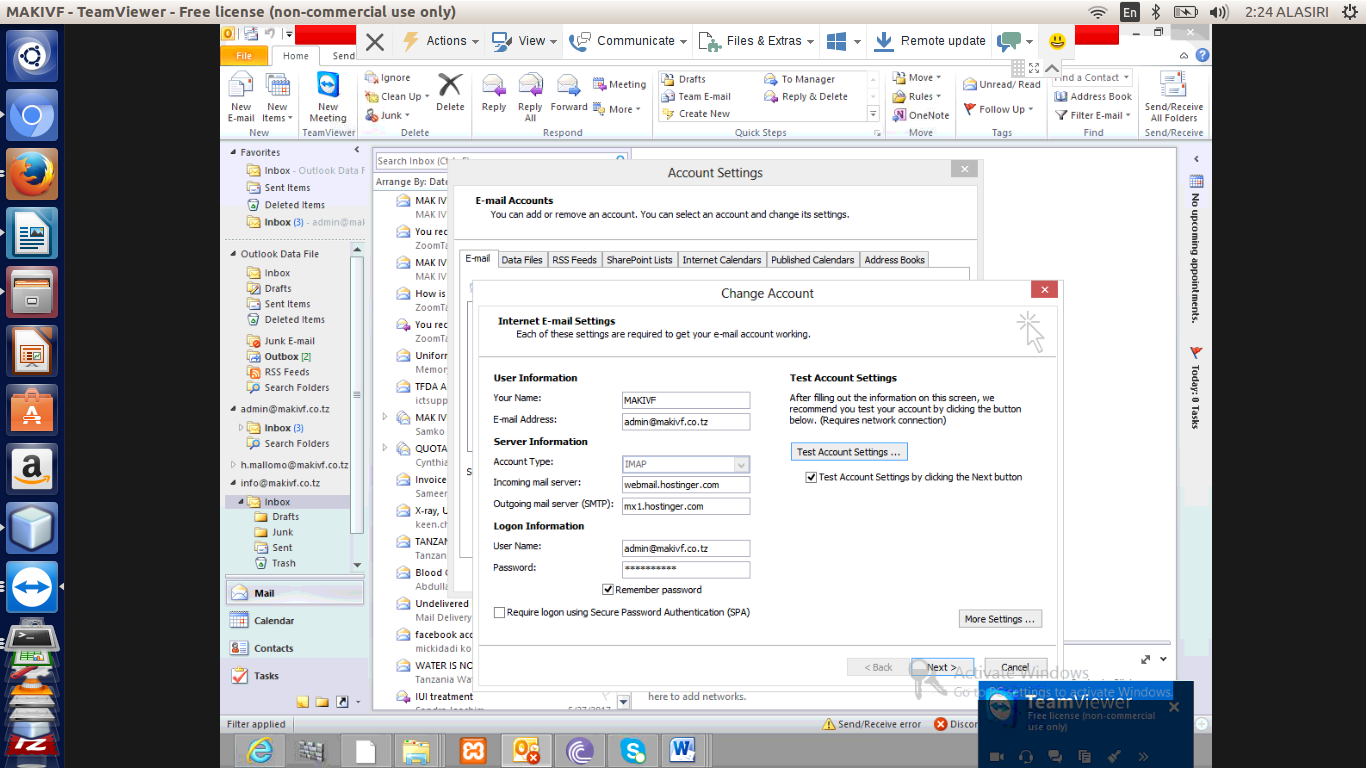 MAKIVF - TeamViewer - Free license (non-commercial use only)
En
2:24 ALASIRI
Actions
View
Communicate
Files & Extras
Remote update
File
Home
Send
New E-mail
New Items
New Meeting
Ignore
Clean Up
Junk
Delete
Reply
Reply All
Forward
Meeting
More
Drafts
Team E-mail
Create New
To Manager
Reply & Delete
Move
Rules
OneNote
Unread/ Read
Follow Up
Find a Contact
Address Book
Filter E-mail
Send/Receive All Folders
New
TeamViewer
Delete
Respond
Quick Steps
Move
Tags
Find
Send/Receive
Favorites
Inbox - Outlook Data F
Sent Items
Deleted Items
Inbox (3) - admin@mak
Outlook Data File
Inbox
Drafts
Sent Items
Deleted Items
Junk E-mail
Outbox [2]
RSS Feeds
Search Folders
admin@makivf.co.tz
Inbox (3)
Search Folders
h.mallomo@makivf.co.tz
info@makivf.co.tz
Inbox
Drafts
Junk
Sent
Trash
Mail
Calendar
Contacts
Tasks
Filter applied
Arrange By: Date
MAK IV
MAK IV
You rec
ZoomTa
MAK IV
MAK IV
How is
ZoomTa
You rec
ZoomTa
Uniform
Memor
TFDA A
ictsupp
MAK IV
Samko
QUOTA
Cynthia
Invoice
Sameer
X-ray, U
keen.ch
TANZAN
Tanzan
Blood G
Abdulla
Undelivered
Mail Delivery
facebook acc
mickidadi ko
WATER IS NO
Tanzania Wat
IUI treatment
5/27/2017
Account Settings
E-mail Accounts
You can add or remove an account. You can select an account and change its settings.
E-mail
Data Files
RSS Feeds
SharePoint Lists
Internet Calendars
Published Calendars
Address Books
Change Account
Internet E-mail Settings
Each of these settings are required to get your e-mail account working.
User Information
Your Name:
MAKIVF
E-mail Address:
admin@makivf.co.tz
Server Information
Account Type:
IMAP
Incoming mail server:
webmail.hostinger.com
Outgoing mail server (SMTP):
mx1.hostinger.com
Logon Information
User Name:
admin@makivf.co.tz
Password:
**********
Remember password
Require logon using Secure Password Authentication (SPA)
Test Account Settings
After filling out the information on this screen, we
recommend you test your account by clicking the button
below. (Requires network connection)
Test Account Settings ...
Test Account Settings by clicking the Next button
More Settings ...
< Back
Next >
Cancel
here to add networks.
No upcoming appointments.
Today: 0 Tasks
Activate Windows
Go to PC settings to activate Windows.
Send/Receive error
Discon
TeamViewer
Free license (non-commercial
use only)